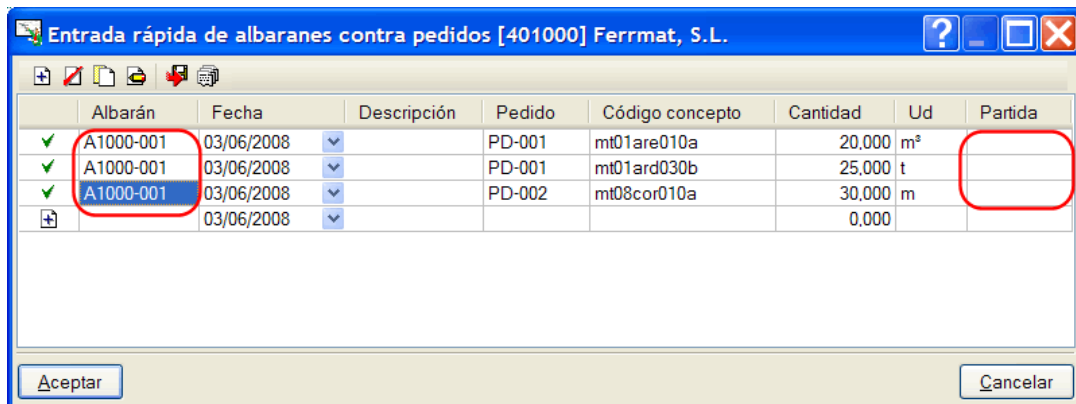 Entrada rápida de albaranes contra pedidos [401000] Ferrmat, S.L.
Albarán Fecha Descripción Pedido Código concepto Cantidad Ud Partida
A1000-001 03/06/2008 PD-001 mt01are010a 20,000 m³
A1000-001 03/06/2008 PD-001 mt01ard030b 25,000 t
A1000-001 03/06/2008 PD-002 mt08cor010a 30,000 m
03/06/2008 0,000
Aceptar Cancelar